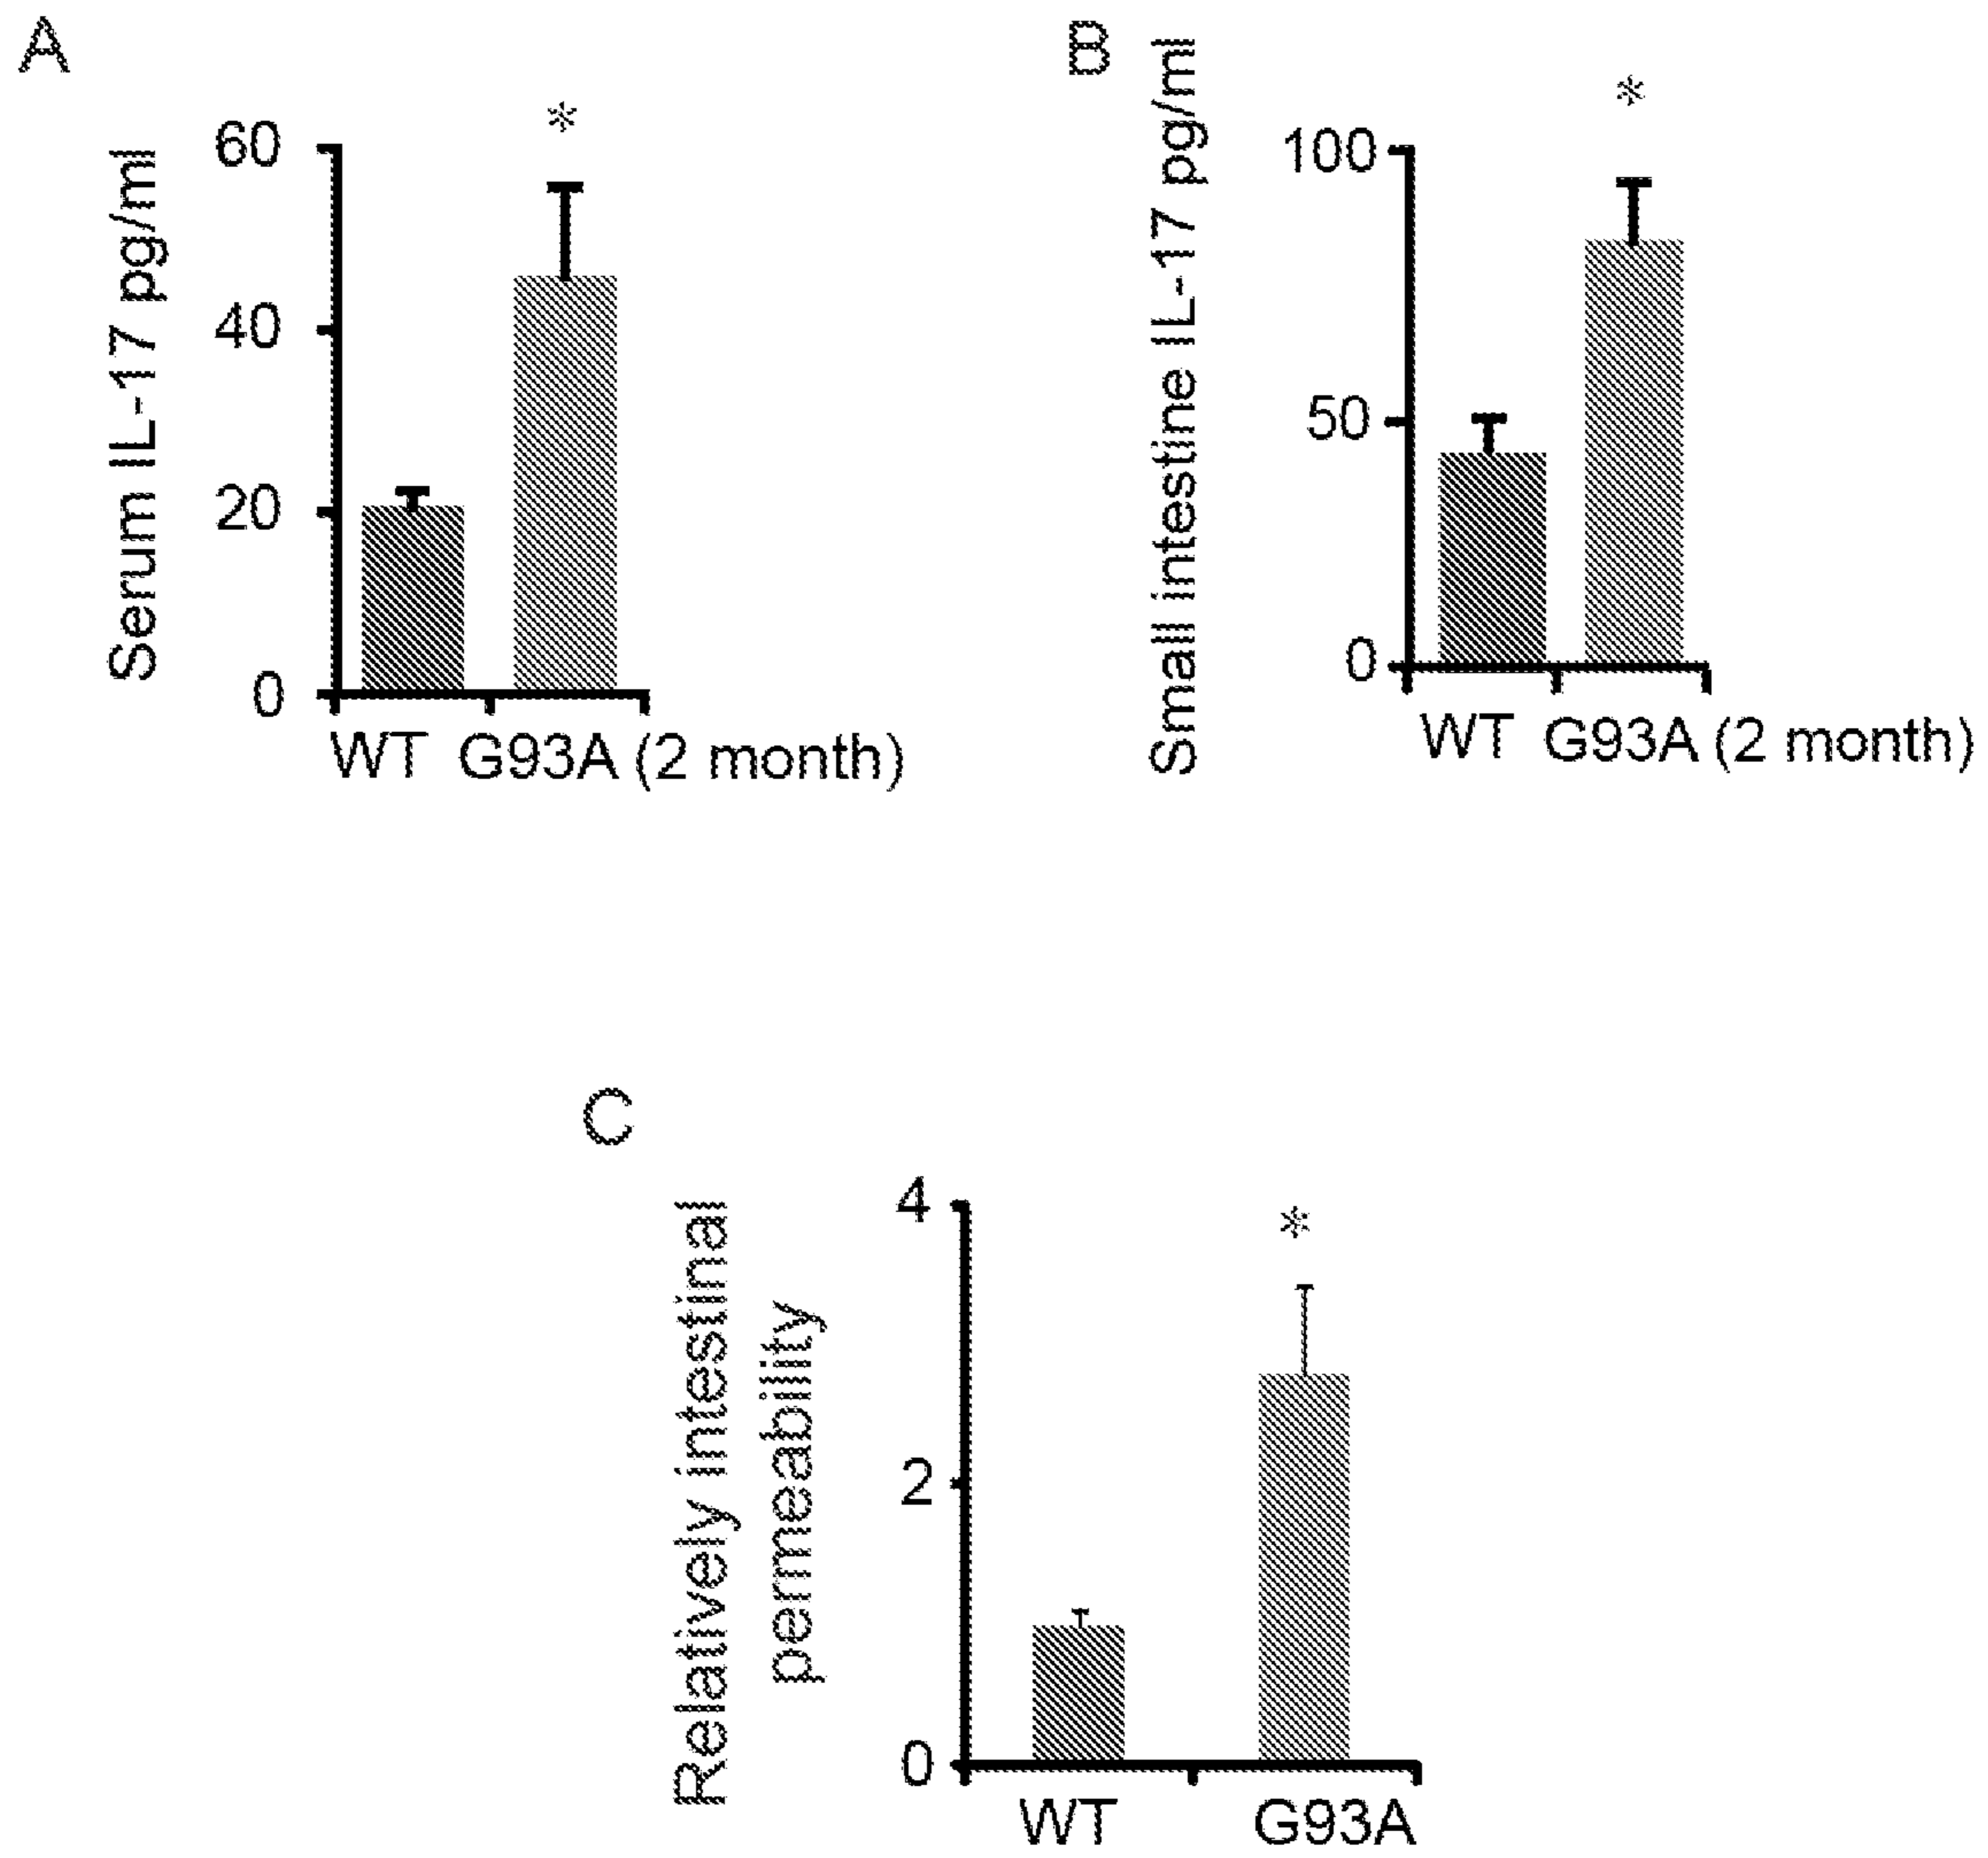 A
Serum IL-17 pg/ml
60
*
40
20
0
WT G93A (2 month)
B
Small intestine IL-17 pg/ml
100
*
50
0
WT G93A (2 month)
C
Relatively intestinal
permeability
4
*
2
0
WT G93A